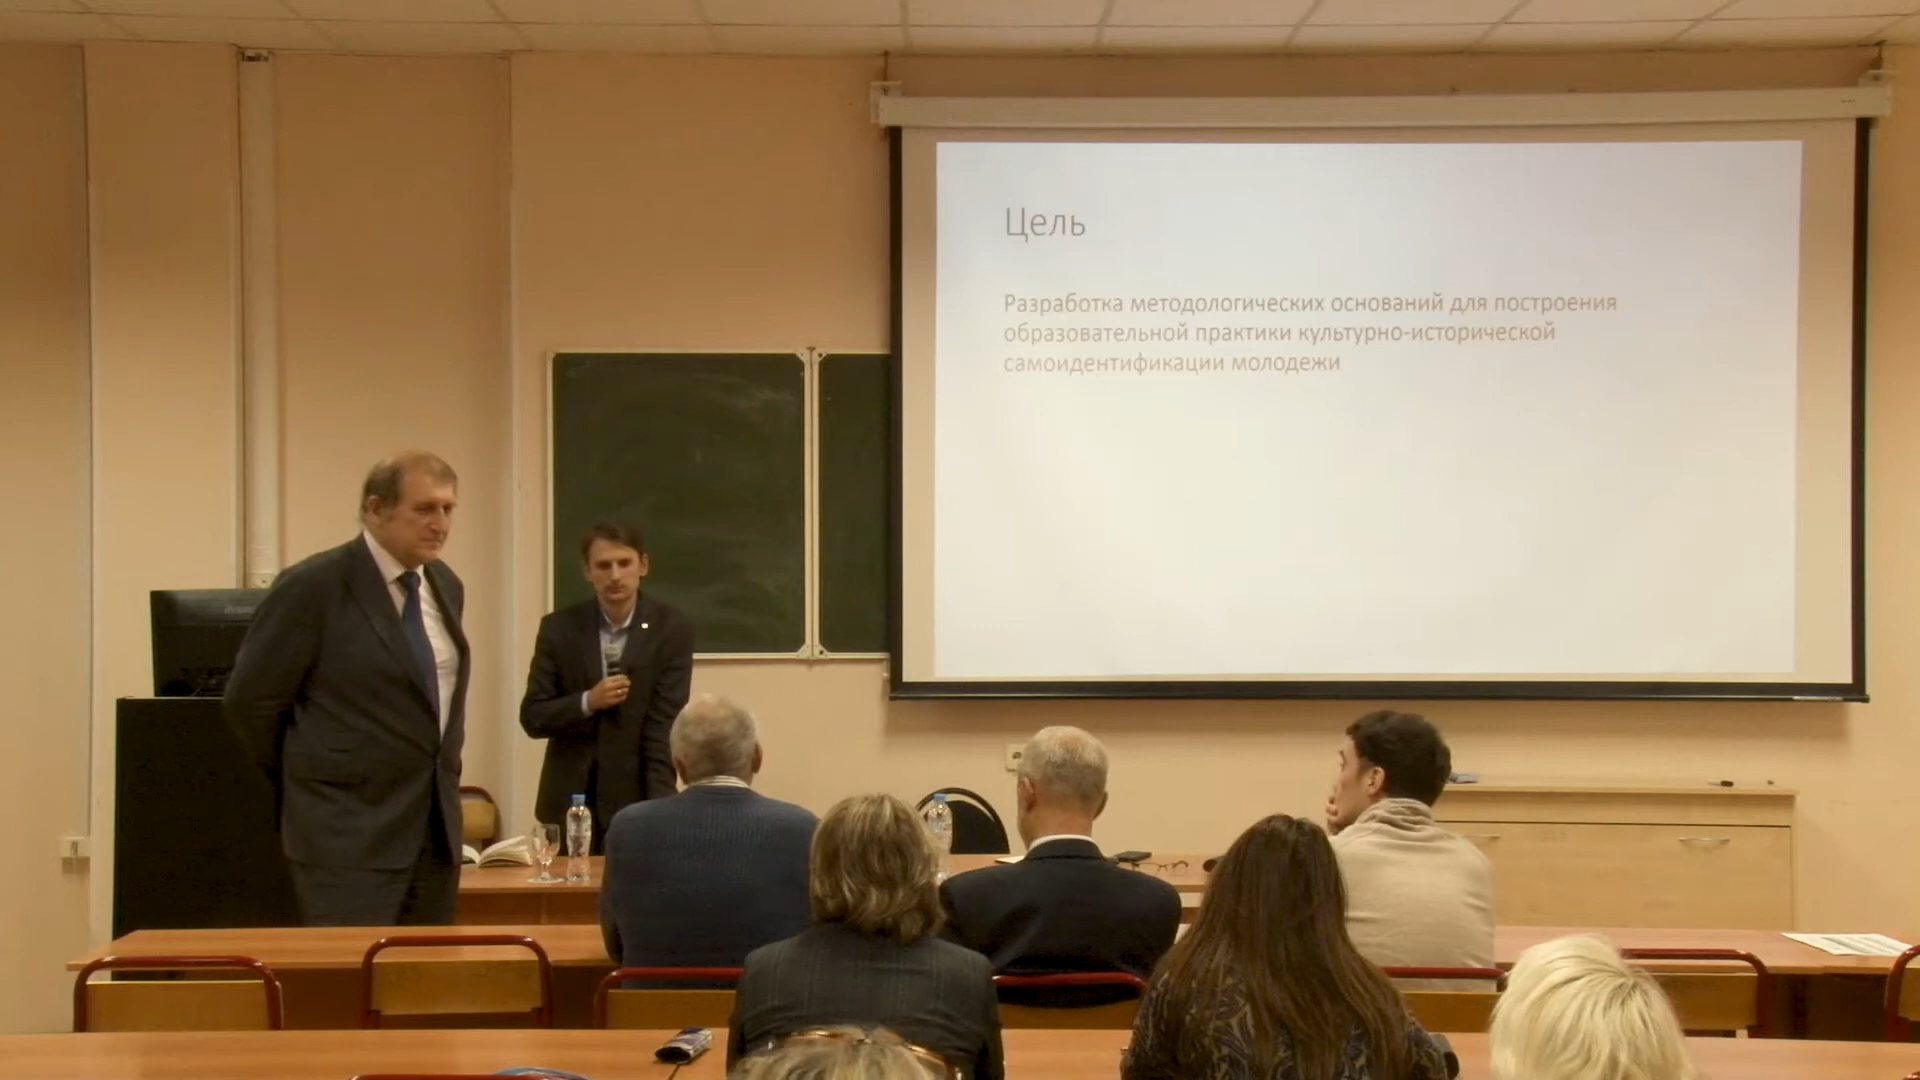 Цель
Разработка методологических оснований для построения
образовательной практики культурно-исторической
самоидентификации молодежи